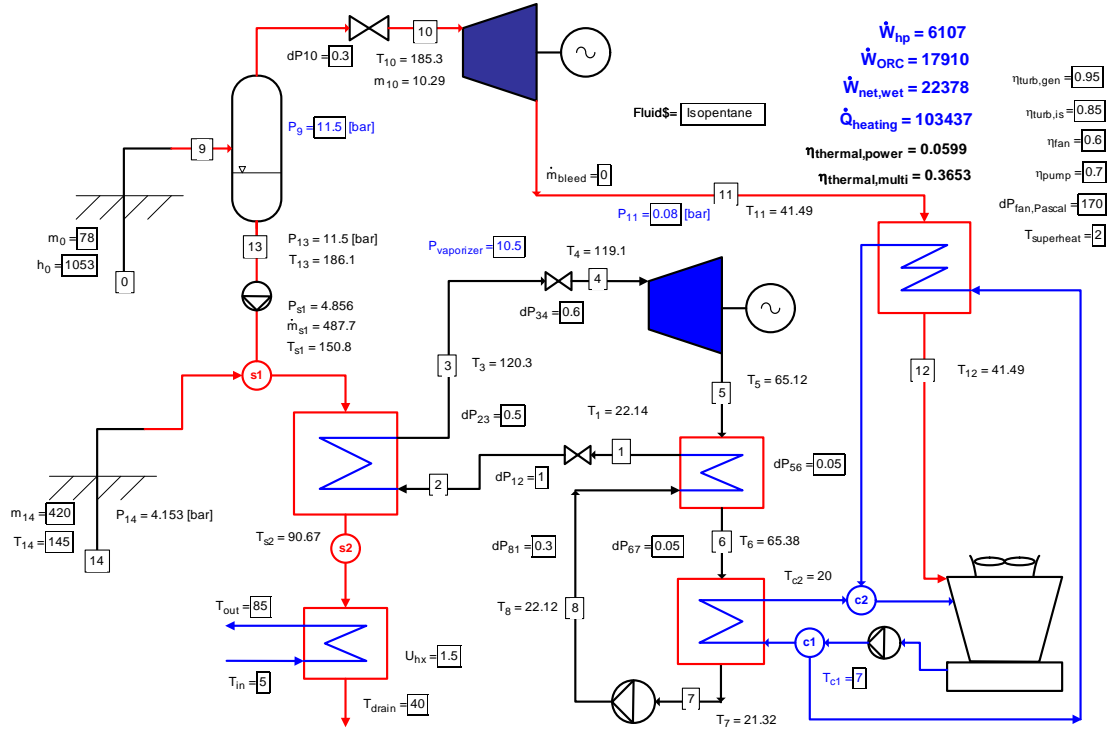 10
dP10 = 0.3
T10 = 185.3
m10 = 10.29
Ẇhp = 6107
ẆORC = 17910
Ẇnet,wet = 22378
Q̇heating = 103437
ηthermal,power = 0.0599
ηthermal,multi = 0.3653
ηturb,gen = 0.95
ηturb,is = 0.85
ηfan = 0.6
ηpump = 0.7
dPfan,Pascal = 170
Tsuperheat = 2
Fluid$= Isopentane
P9 = 11.5 [bar]
9
ṁbleed = 0
11
P11 = 0.08 [bar]
T11 = 41.49
13
P13 = 11.5 [bar]
T13 = 186.1
m0 = 78
h0 = 1053
0
Pvaporizer = 10.5
T4 = 119.1
4
dP34 = 0.6
Ps1 = 4.856
ṁs1 = 487.7
Ts1 = 150.8
s1
3
T3 = 120.3
5
T5 = 65.12
12
T12 = 41.49
dP23 = 0.5
T1 = 22.14
1
dP12 = 1
2
dP56 = 0.05
m14 = 420
T14 = 145
P14 = 4.153 [bar]
14
Ts2 = 90.67
s2
dP81 = 0.3
dP67 = 0.05
6
T6 = 65.38
Tc2 = 20
c2
T8 = 22.12
8
c1
Tc1 = 7
Tout = 85
Tin = 5
Uhx = 1.5
Tdrain = 40
7
T7 = 21.32